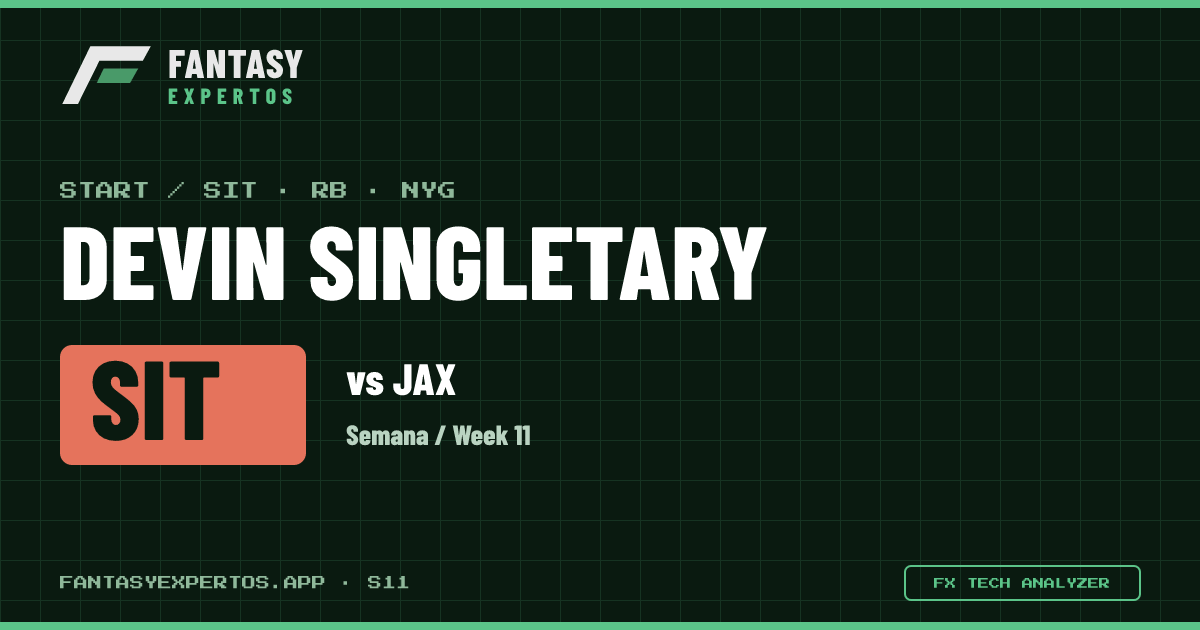 FANTASY
EXPERTOS
START / SIT · RB · NYG
DEVIN SINGLETARY
SIT
vs JAX
Semana / Week 11
FANTASYEXPERTOS.APP · S11
FX TECH ANALYZER